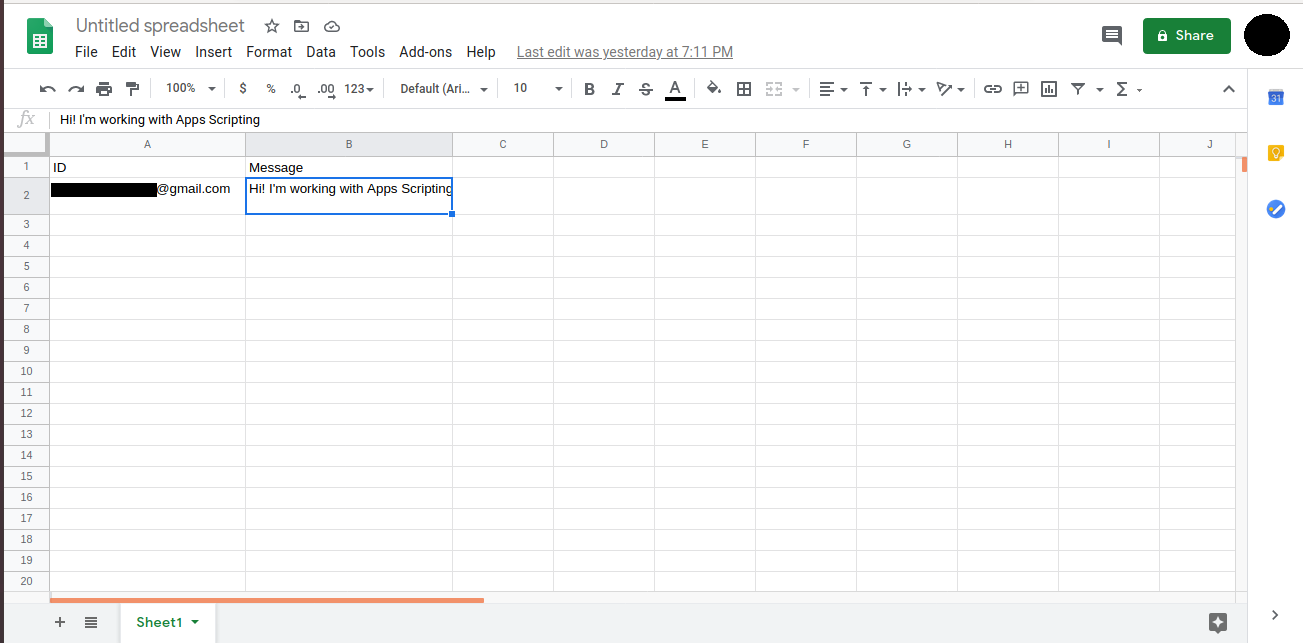 Untitled spreadsheet
File Edit View Insert Format Data Tools Add-ons Help Last edit was yesterday at 7:11 PM
Share
100% $ % .0 .00 123 Default (Ari... 10 B I S A Σ
31
fx Hi! I'm working with Apps Scripting
A B C D E F G H I J
1 ID Message
2 @gmail.com Hi! I'm working with Apps Scripting
3
4
5
6
7
8
9
10
11
12
13
14
15
16
17
18
19
20
+ Sheet1